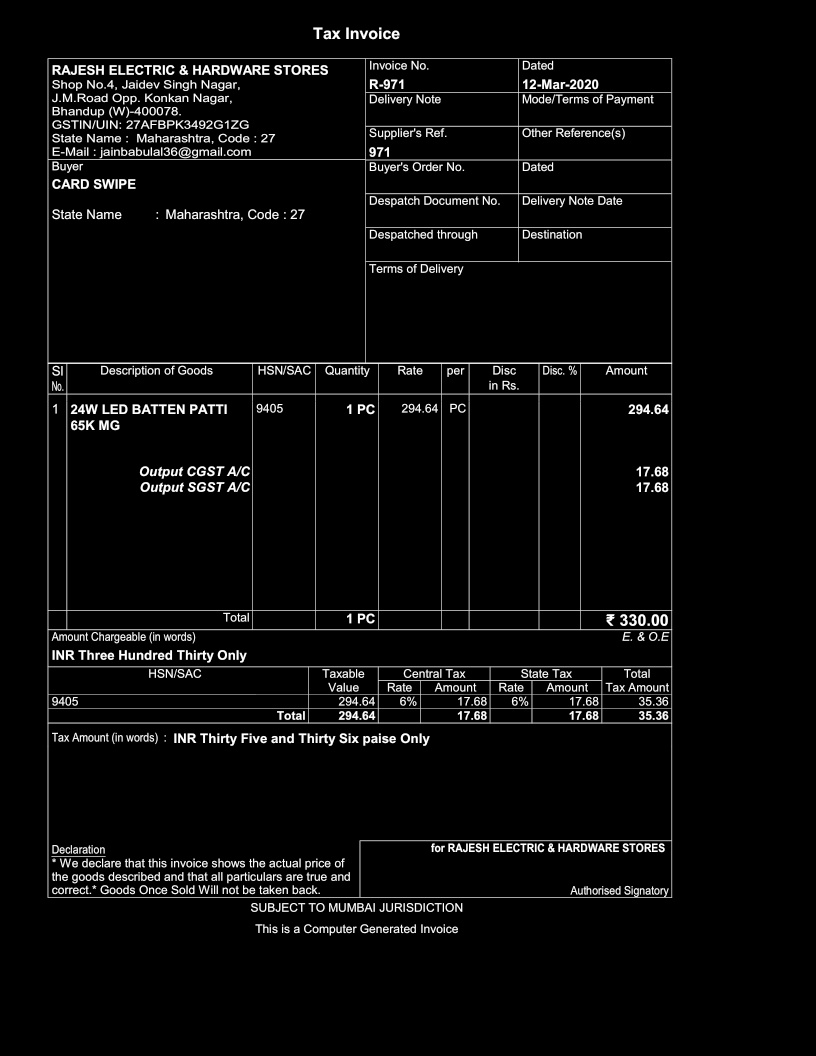 Tax Invoice
RAJESH ELECTRIC & HARDWARE STORES
Shop No.4, Jaidev Singh Nagar,
J.M.Road Opp. Konkan Nagar,
Bhandup (W)-400078.
GSTIN/UIN: 27AFBPK3492G1ZG
State Name : Maharashtra, Code : 27
E-Mail : jainbabulal36@gmail.com
Invoice No.
R-971
Dated
12-Mar-2020
Delivery Note
Mode/Terms of Payment
Supplier's Ref.
971
Other Reference(s)
Buyer
CARD SWIPE
State Name : Maharashtra, Code : 27
Buyer's Order No.
Dated
Despatch Document No.
Delivery Note Date
Despatched through
Destination
Terms of Delivery
Sl No. Description of Goods HSN/SAC Quantity Rate per Disc in Rs. Disc. % Amount
1 24W LED BATTEN PATTI 9405 1 PC 294.64 PC 294.64
65K MG
Output CGST A/C 17.68
Output SGST A/C 17.68
Total 1 PC ₹ 330.00
Amount Chargeable (in words) E. & O.E
INR Three Hundred Thirty Only
HSN/SAC Taxable Value Central Tax State Tax Total Tax Amount
Rate Amount Rate Amount
9405 294.64 6% 17.68 6% 17.68 35.36
Total 294.64 17.68 17.68 35.36
Tax Amount (in words) : INR Thirty Five and Thirty Six paise Only
Declaration
* We declare that this invoice shows the actual price of
the goods described and that all particulars are true and
correct.* Goods Once Sold Will not be taken back.
for RAJESH ELECTRIC & HARDWARE STORES
Authorised Signatory
SUBJECT TO MUMBAI JURISDICTION
This is a Computer Generated Invoice